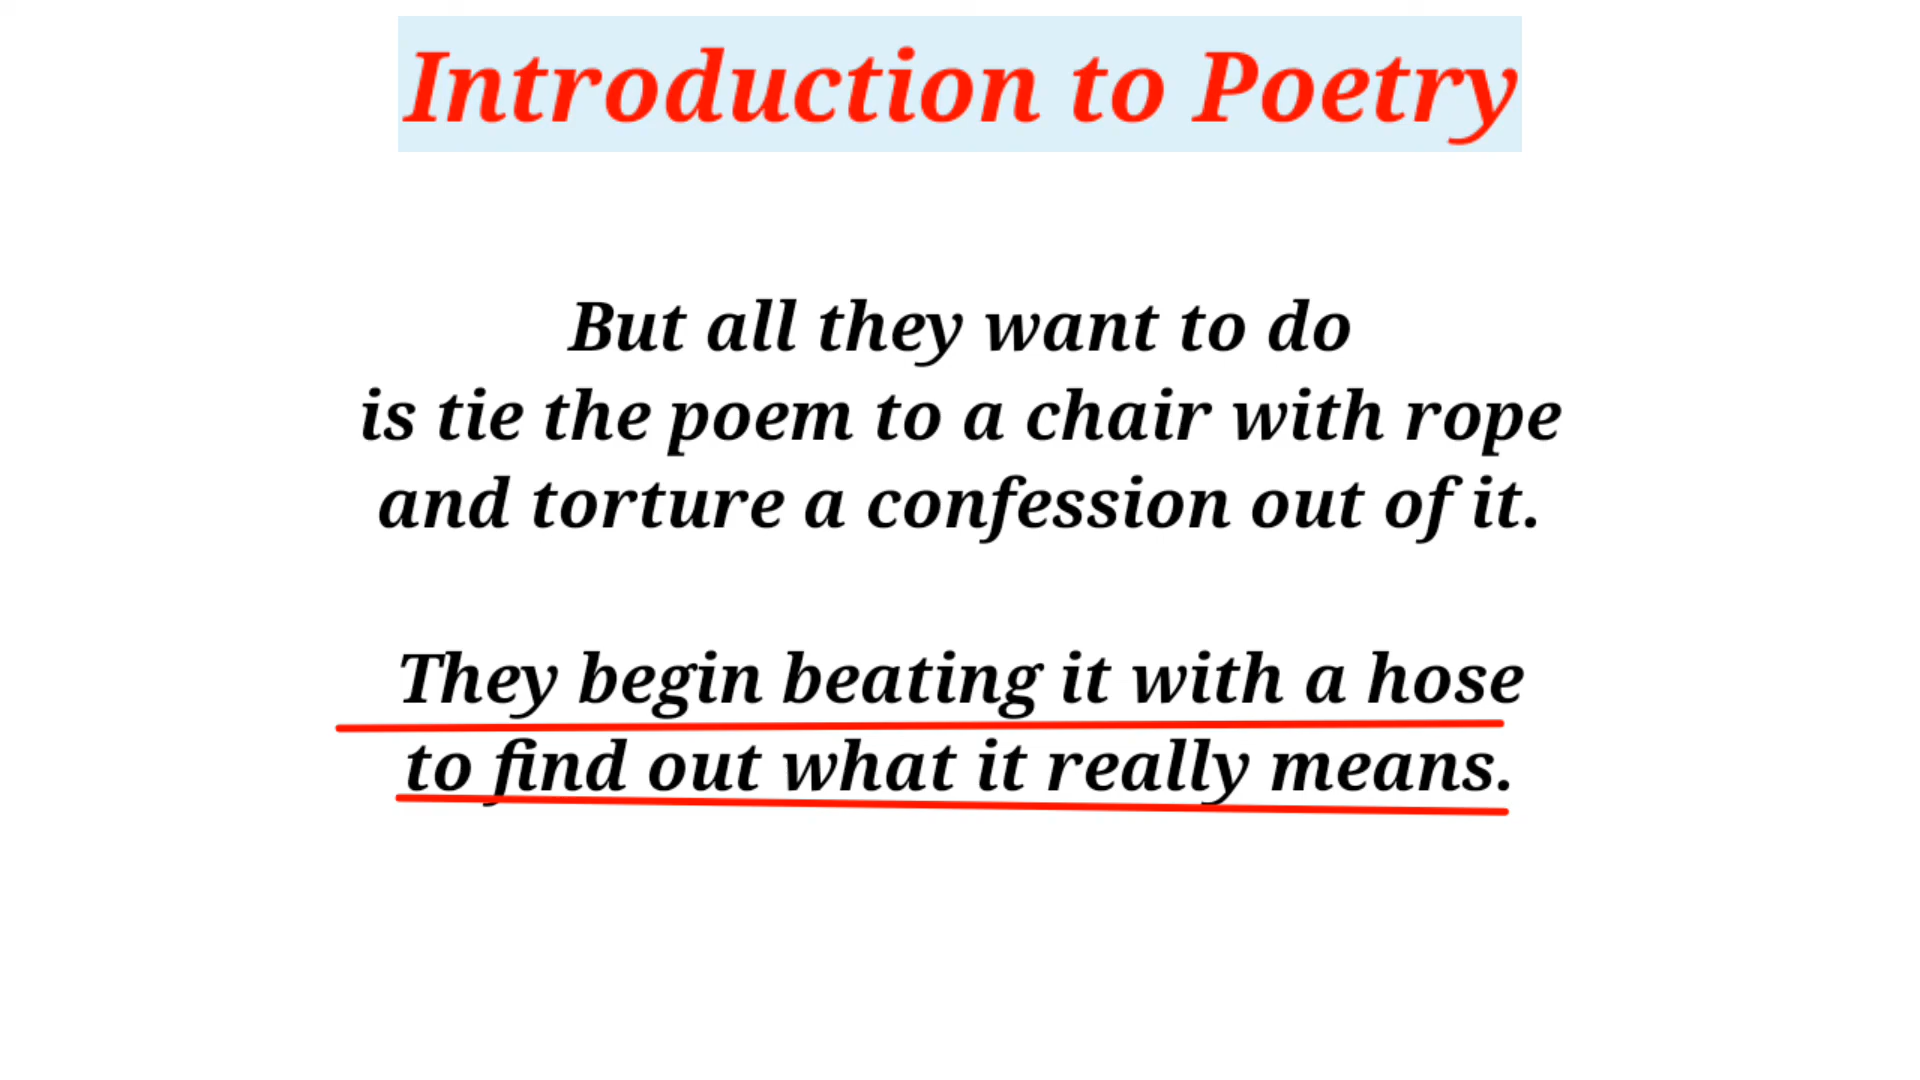 Introduction to Poetry
But all they want to do
is tie the poem to a chair with rope
and torture a confession out of it.
They begin beating it with a hose
to find out what it really means.